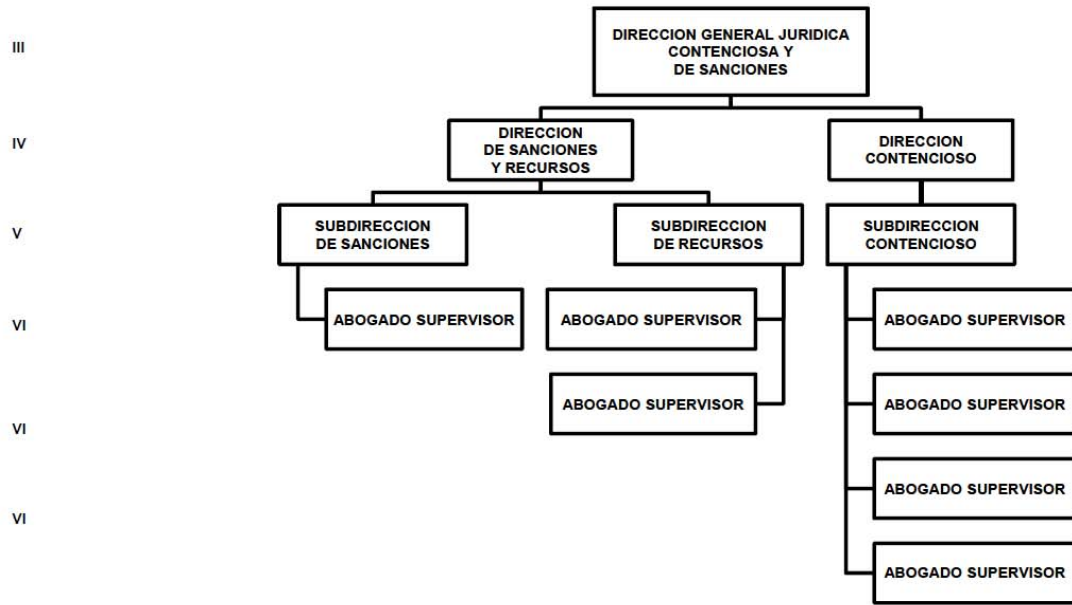 III
DIRECCION GENERAL JURIDICA
CONTENCIOSA Y
DE SANCIONES
IV
DIRECCION
DE SANCIONES
Y RECURSOS
DIRECCION
CONTENCIOSO
V
SUBDIRECCION
DE SANCIONES
SUBDIRECCION
DE RECURSOS
SUBDIRECCION
CONTENCIOSO
VI
ABOGADO SUPERVISOR
ABOGADO SUPERVISOR
ABOGADO SUPERVISOR
VI
ABOGADO SUPERVISOR
ABOGADO SUPERVISOR
VI
ABOGADO SUPERVISOR
ABOGADO SUPERVISOR